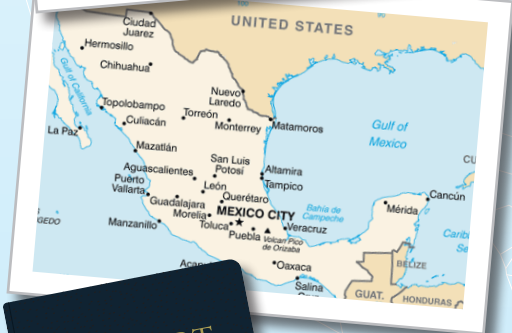 UNITED STATES
Ciudad
Juarez
Hermosillo
Chihuahua
Gulf of California
Nuevo
Laredo
Topolobampo
Culiacán
Torreón
Monterrey
Matamoros
Gulf of
Mexico
La Paz
Mazatlán
San Luis
Potosí
Altamira
Tampico
Aguascalientes
León
Puerto
Vallarta
Guadalajara
Querétaro
Morelia
MEXICO CITY
Bahía de
Campeche
Cancún
Mérida
Manzanillo
Toluca
Puebla
Volcan Pico
de Orizaba
Veracruz
Oaxaca
Salina
BELIZE
GUAT.
HONDURAS